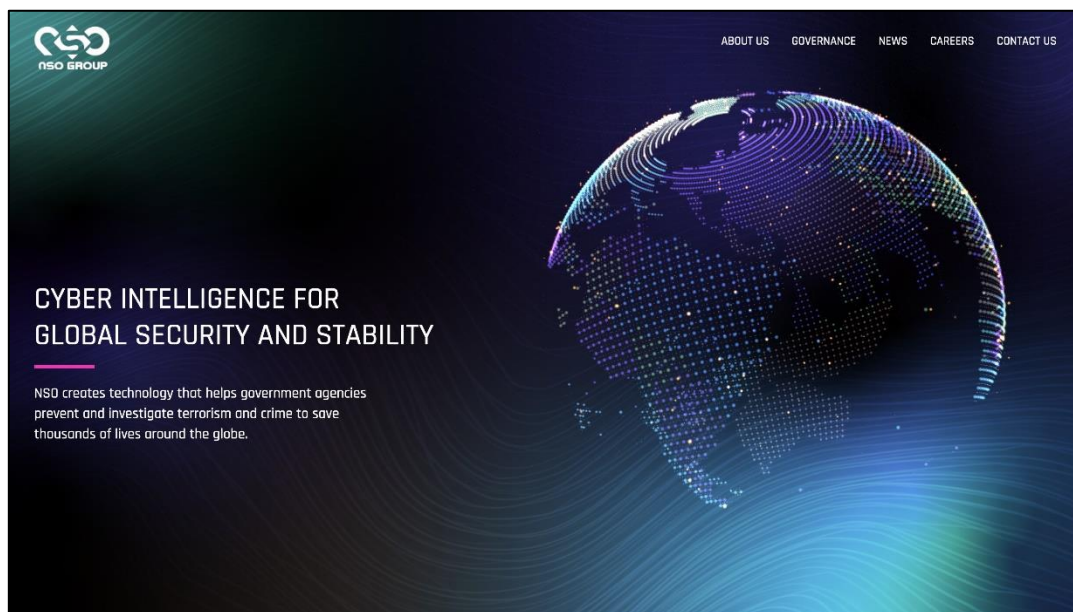 NSO GROUP
ABOUT US GOVERNANCE NEWS CAREERS CONTACT US
CYBER INTELLIGENCE FOR
GLOBAL SECURITY AND STABILITY
NSO creates technology that helps government agencies
prevent and investigate terrorism and crime to save
thousands of lives around the globe.